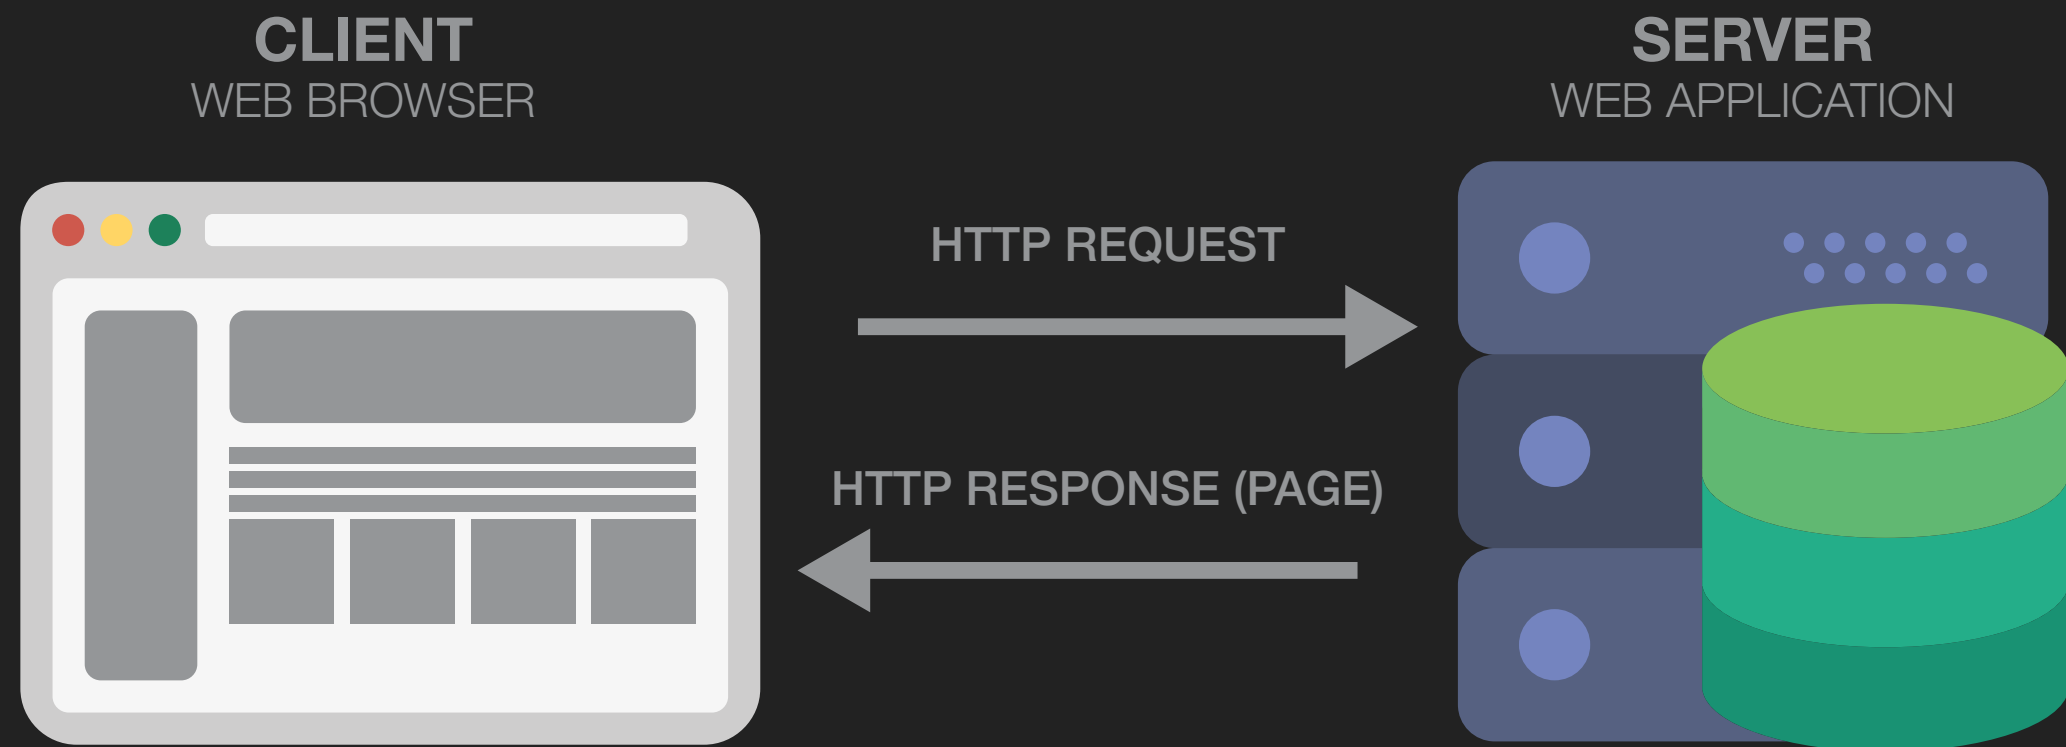 CLIENT
WEB BROWSER
SERVER
WEB APPLICATION
HTTP REQUEST
HTTP RESPONSE (PAGE)